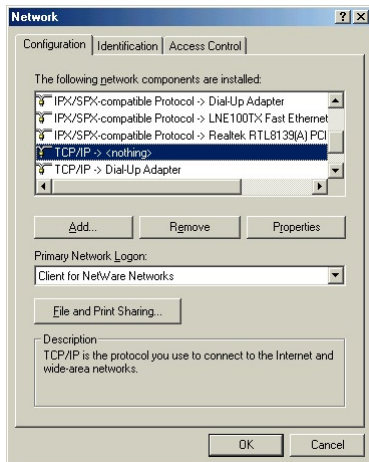 Network
Configuration Identification Access Control
The following network components are installed:
IPX/SPX-compatible Protocol -> Dial-Up Adapter
IPX/SPX-compatible Protocol -> LNE100TX Fast Ethernet
IPX/SPX-compatible Protocol -> Realtek RTL8139(A) PCI
TCP/IP -> <nothing>
TCP/IP -> Dial-Up Adapter
Add... Remove Properties
Primary Network Logon:
Client for NetWare Networks
File and Print Sharing...
Description
TCP/IP is the protocol you use to connect to the Internet and
wide-area networks.
OK Cancel